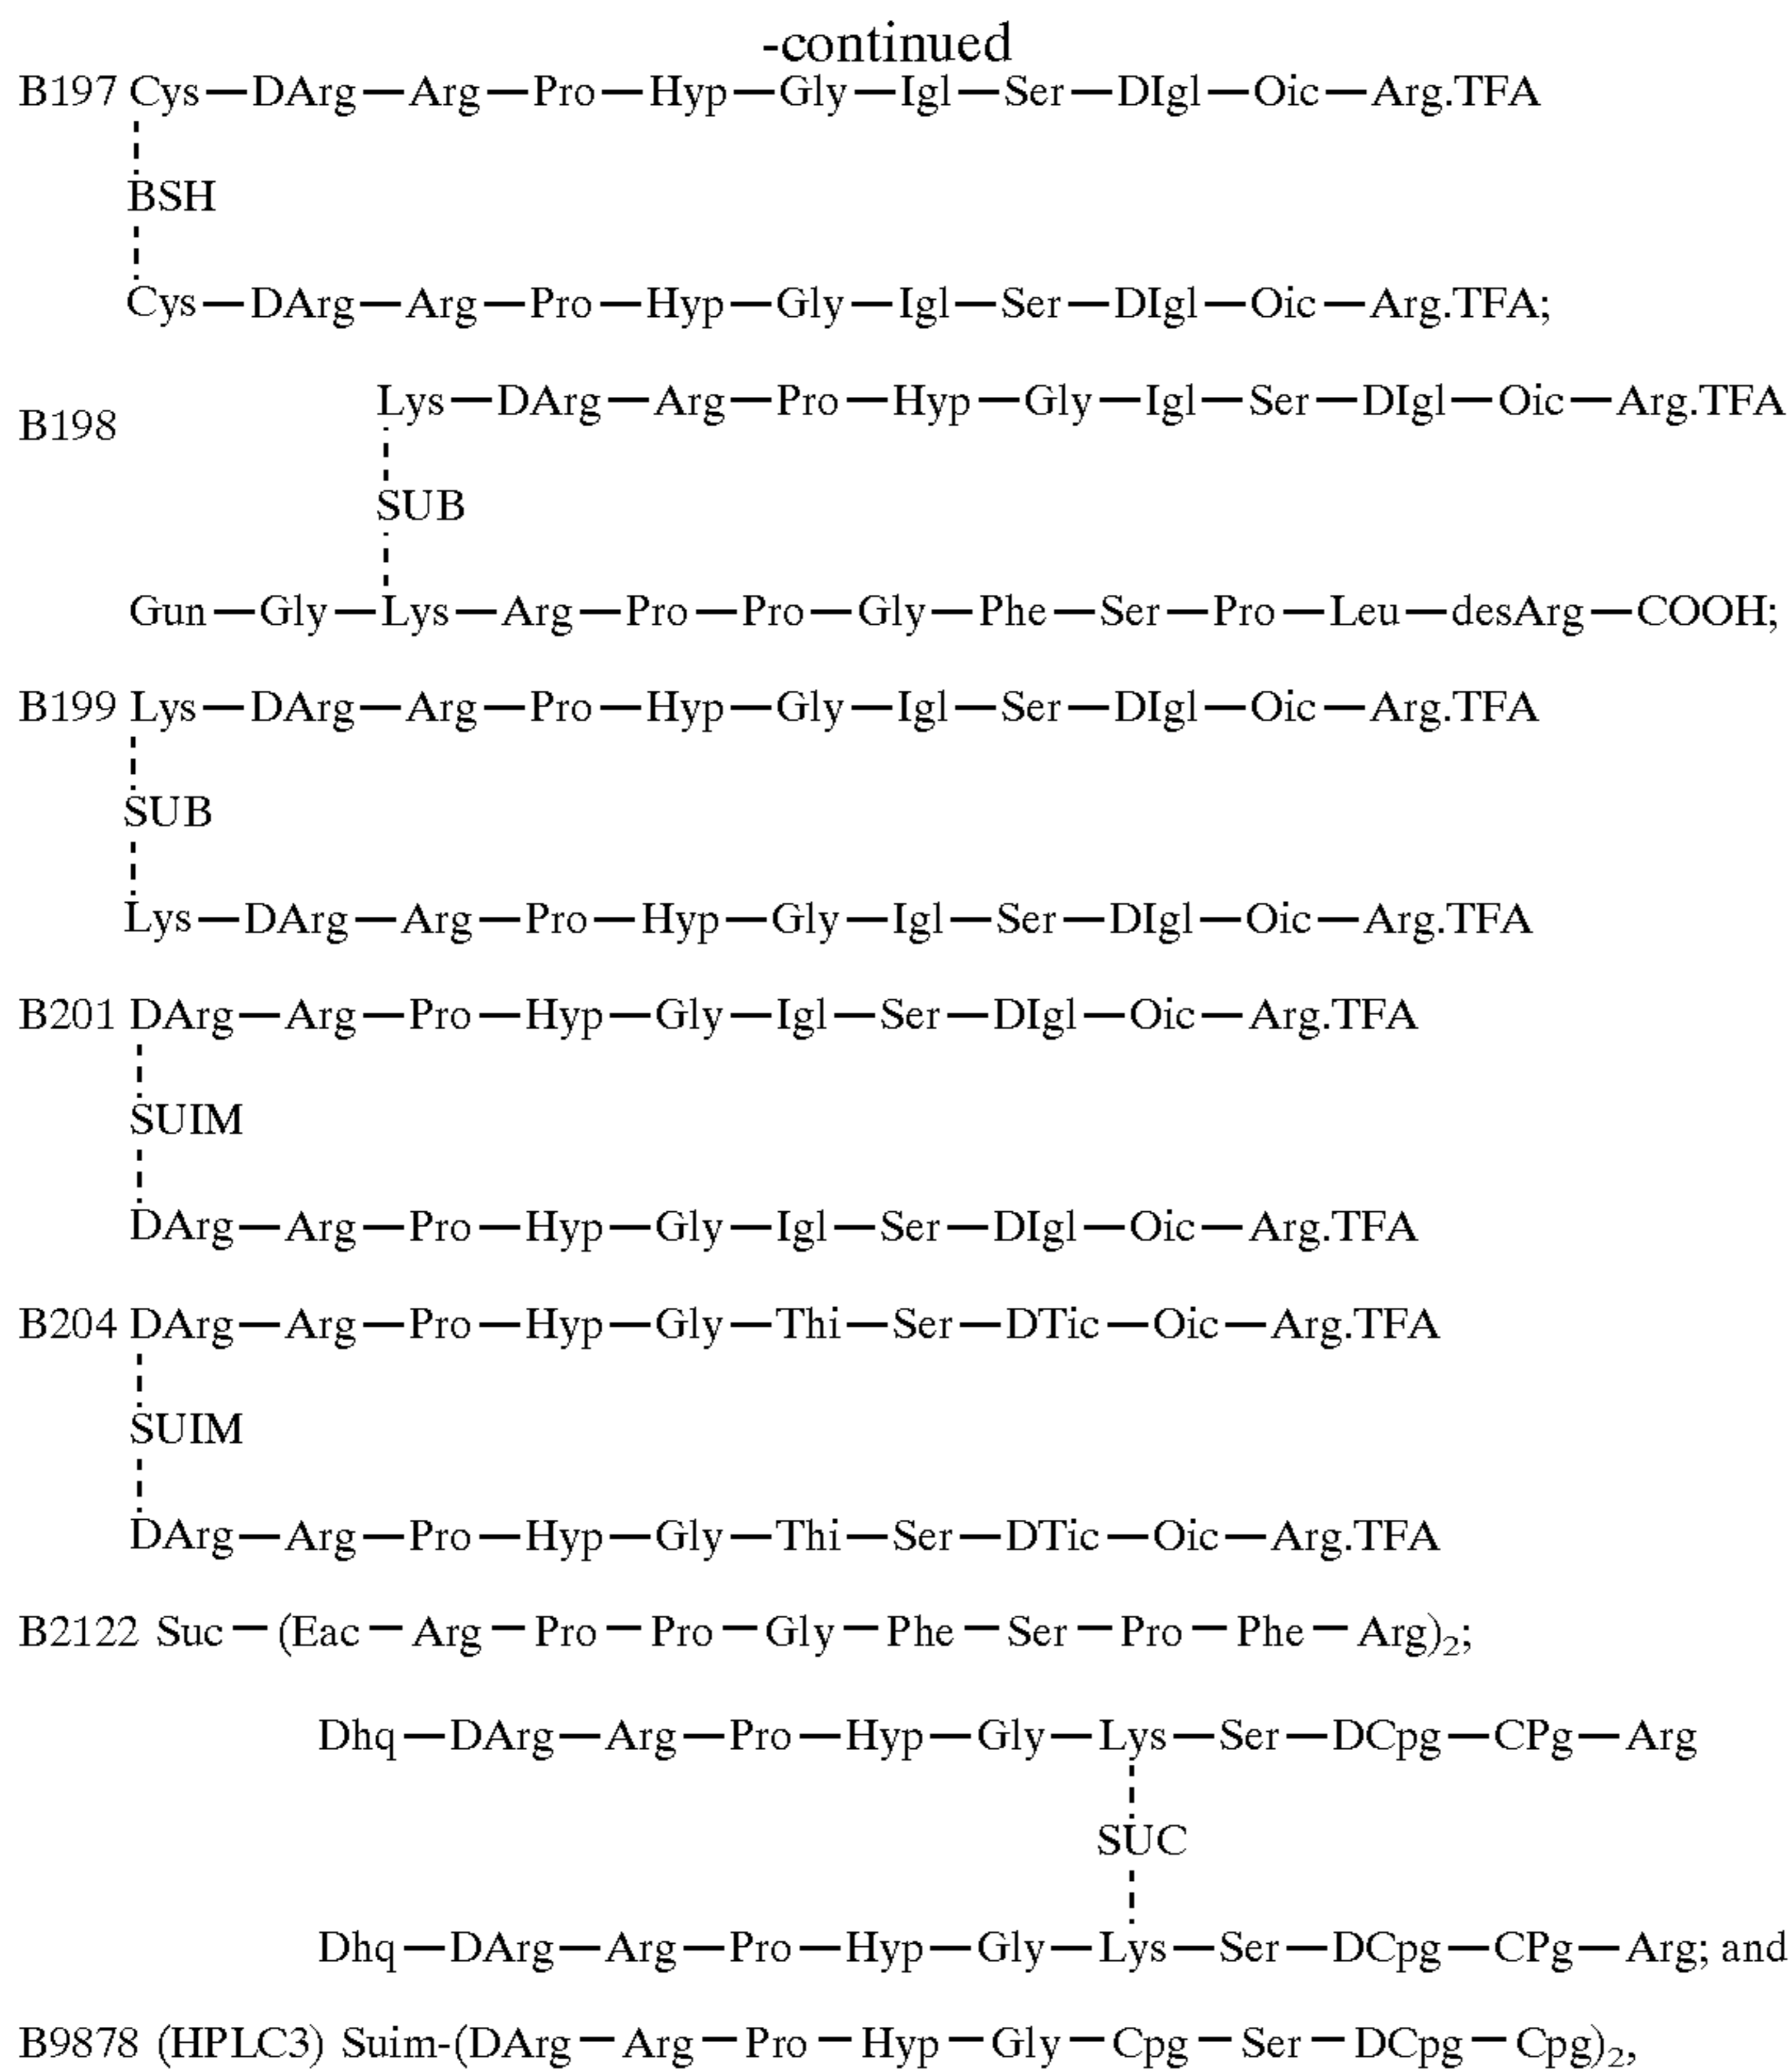 -continued
B197 Cys—DArg—Arg—Pro—Hyp—Gly—Igl—Ser—DIgl—Oic—Arg.TFA
BSH
Cys—DArg—Arg—Pro—Hyp—Gly—Igl—Ser—DIgl—Oic—Arg.TFA;
B198 Lys—DArg—Arg—Pro—Hyp—Gly—Igl—Ser—DIgl—Oic—Arg.TFA
SUB
Gun—Gly—Lys—Arg—Pro—Pro—Gly—Phe—Ser—Pro—Leu—desArg—COOH;
B199 Lys—DArg—Arg—Pro—Hyp—Gly—Igl—Ser—DIgl—Oic—Arg.TFA
SUB
Lys—DArg—Arg—Pro—Hyp—Gly—Igl—Ser—DIgl—Oic—Arg.TFA
B201 DArg—Arg—Pro—Hyp—Gly—Igl—Ser—DIgl—Oic—Arg.TFA
SUIM
DArg—Arg—Pro—Hyp—Gly—Igl—Ser—DIgl—Oic—Arg.TFA
B204 DArg—Arg—Pro—Hyp—Gly—Thi—Ser—DTic—Oic—Arg.TFA
SUIM
DArg—Arg—Pro—Hyp—Gly—Thi—Ser—DTic—Oic—Arg.TFA
B2122 Suc—(Eac—Arg—Pro—Pro—Gly—Phe—Ser—Pro—Phe—Arg)₂;
Dhq—DArg—Arg—Pro—Hyp—Gly—Lys—Ser—DCpg—CPg—Arg
SUC
Dhq—DArg—Arg—Pro—Hyp—Gly—Lys—Ser—DCpg—CPg—Arg; and
B9878 (HPLC3) Suim-(DArg—Arg—Pro—Hyp—Gly—Cpg—Ser—DCpg—Cpg)₂,